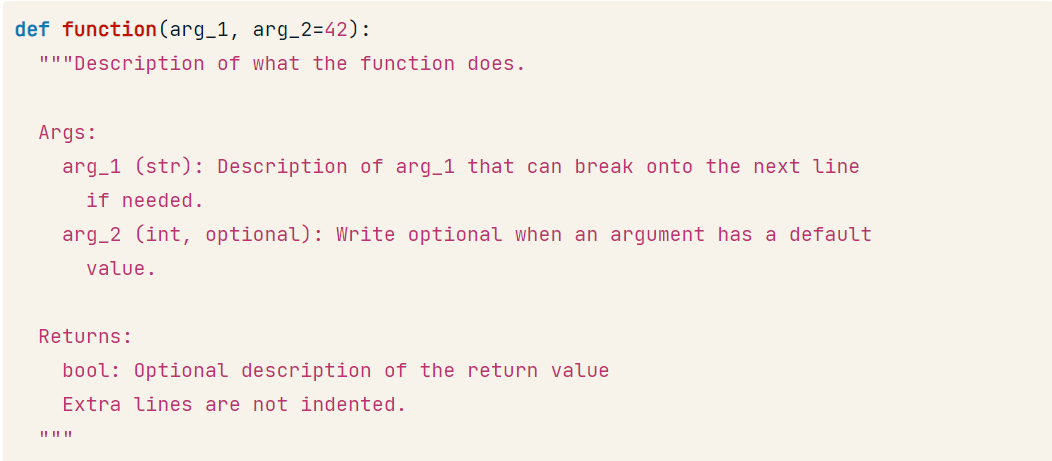 def function(arg_1, arg_2=42):
  """Description of what the function does.

  Args:
    arg_1 (str): Description of arg_1 that can break onto the next line
      if needed.
    arg_2 (int, optional): Write optional when an argument has a default
      value.

  Returns:
    bool: Optional description of the return value
    Extra lines are not indented.
  """